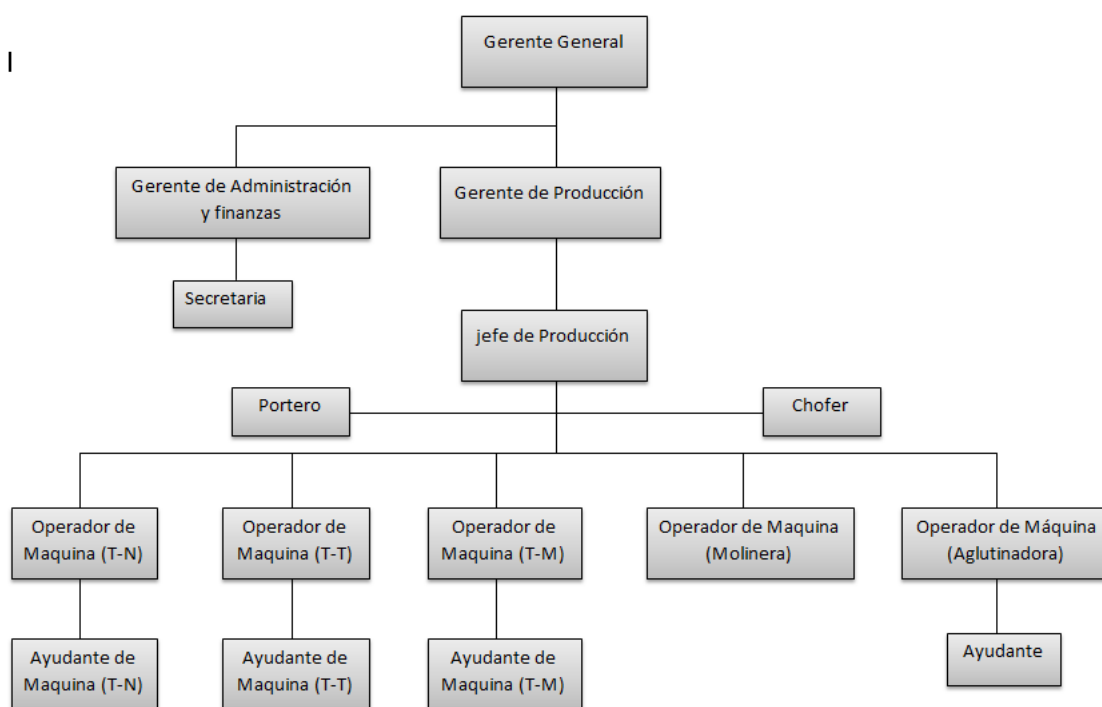 Gerente General
l
Gerente de Administración
y finanzas
Gerente de Producción
Secretaria
jefe de Producción
Portero
Chofer
Operador de
Maquina (T-N)
Operador de
Maquina (T-T)
Operador de
Maquina (T-M)
Operador de Maquina
(Molinera)
Operador de Máquina
(Aglutinadora)
Ayudante de
Maquina (T-N)
Ayudante de
Maquina (T-T)
Ayudante de
Maquina (T-M)
Ayudante